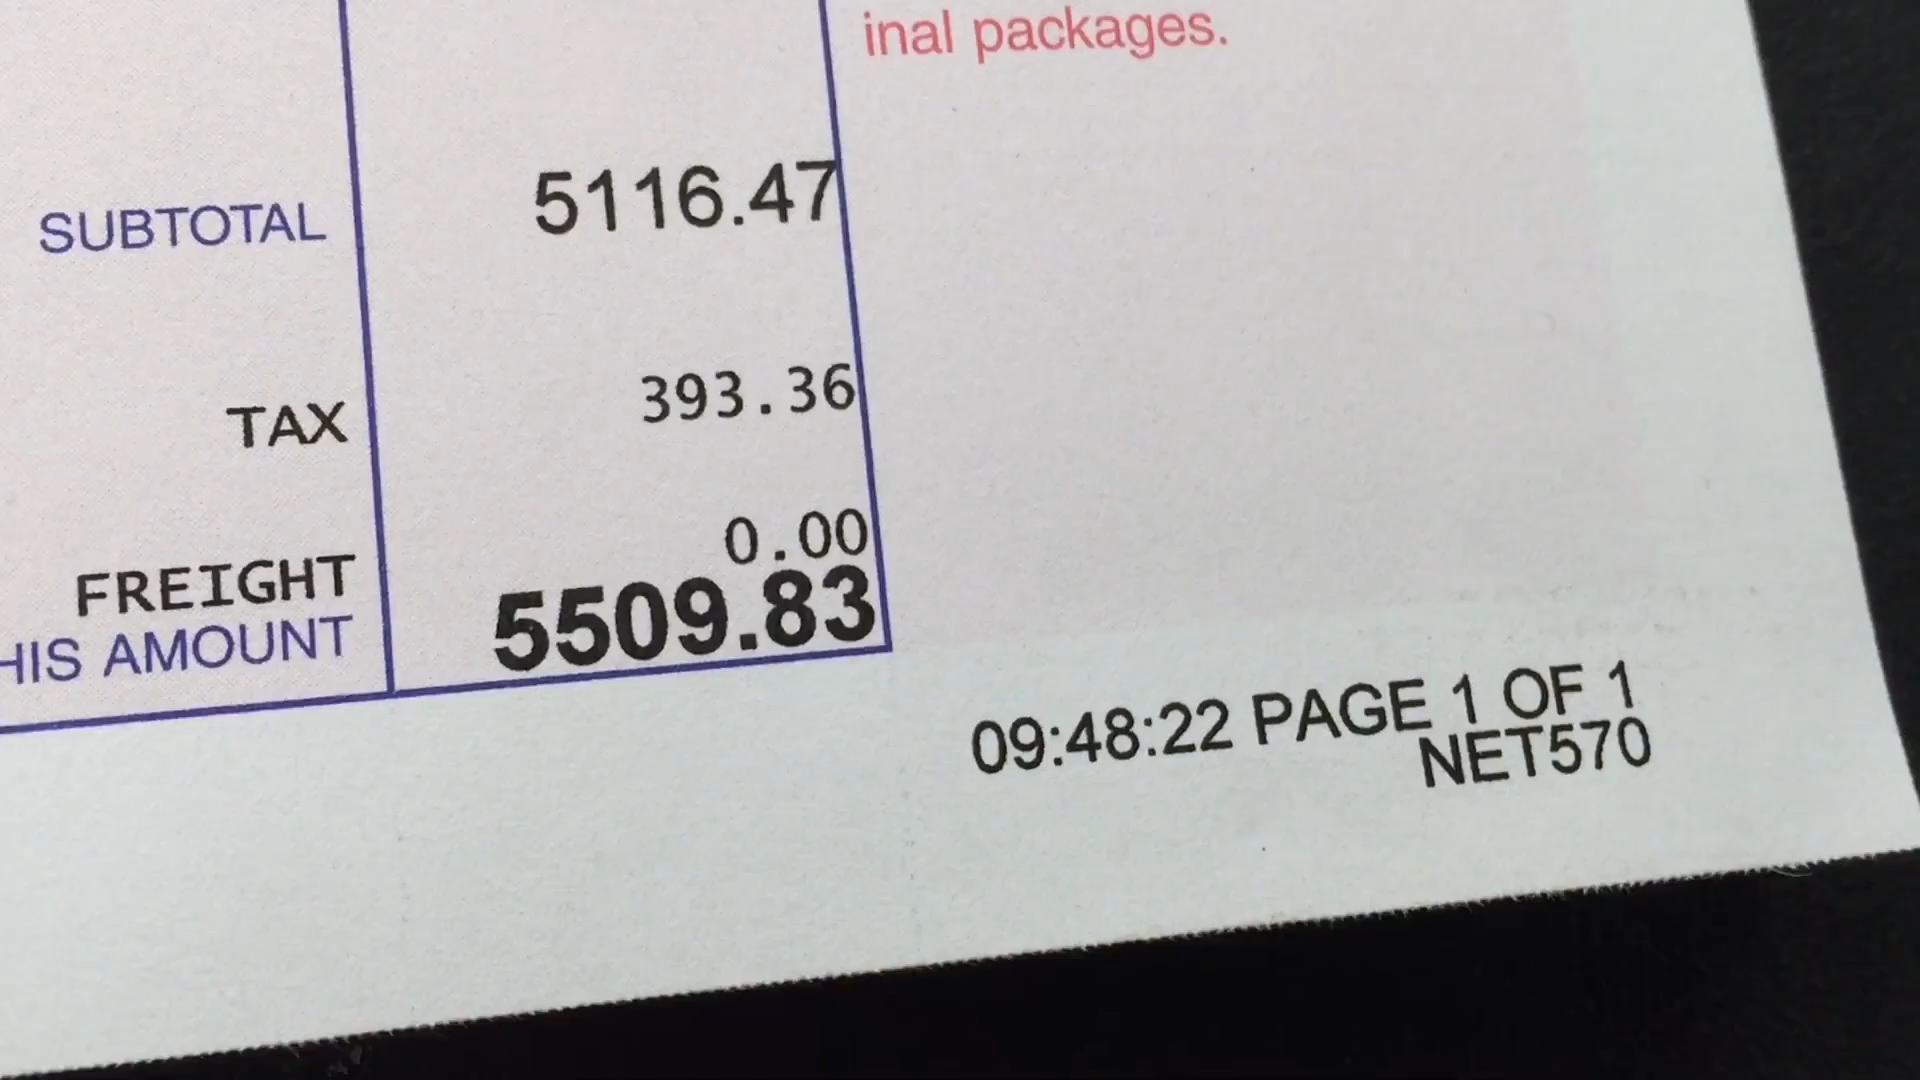 inal packages.
SUBTOTAL 5116.47
TAX 393.36
FREIGHT 0.00
HIS AMOUNT 5509.83
09:48:22 PAGE 1 OF 1
NET570